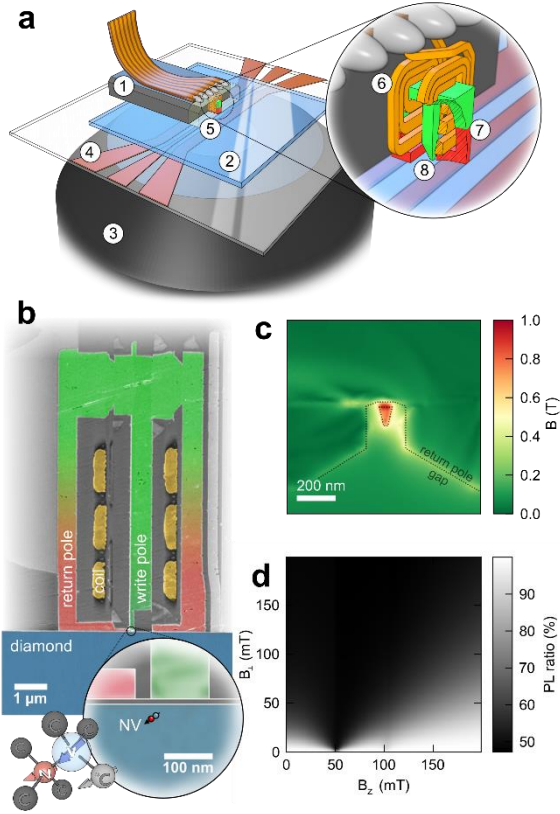 a
1
2
3
4
5
6
7
8
b
return pole
coil
write pole
diamond
1 µm
NV
100 nm
N
V
C
c
return pole
gap
200 nm
1.0
0.8
0.6
0.4
0.2
0.0
B (T)
d
150
100
50
0
B⊥ (mT)
0
50
100
150
B_Z (mT)
90
80
70
60
50
PL ratio (%)